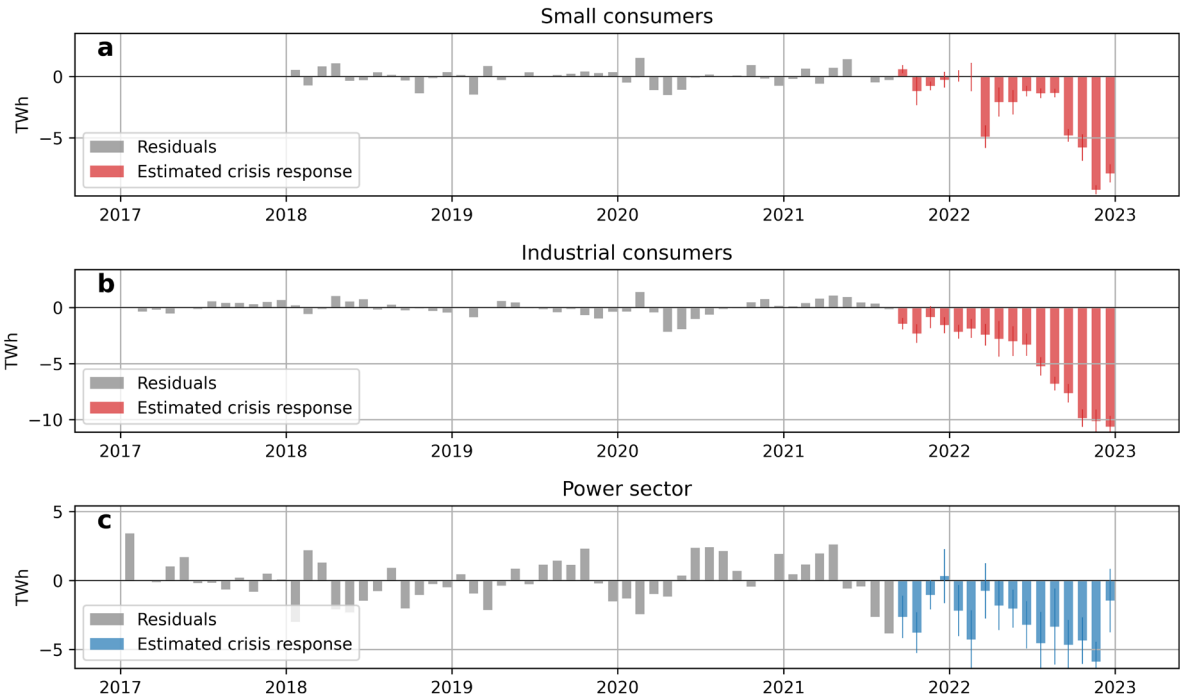 Small consumers
a
0
−5
TWh
Residuals
Estimated crisis response
2017 2018 2019 2020 2021 2022 2023
Industrial consumers
b
0
−5
−10
TWh
Residuals
Estimated crisis response
2017 2018 2019 2020 2021 2022 2023
Power sector
c
5
0
−5
TWh
Residuals
Estimated crisis response
2017 2018 2019 2020 2021 2022 2023